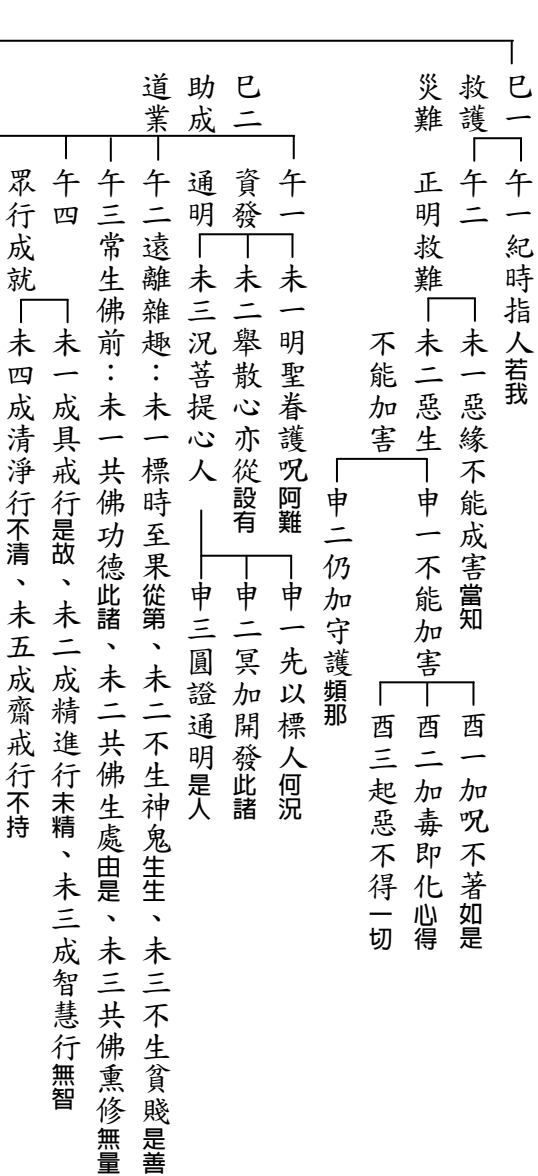 巳一
救護
災難
午一紀時指人若我
午二
正明救難
未一惡緣不能成害當知
未二惡生
不能加害
申一不能加害
酉一加呪不著如是
酉二加毒即化心得
酉三起惡不得一切
申二仍加守護頻那
巳二
助成
道業
午一
資發
通明
未一明聖眷護呪阿難
未二舉散心亦從設有
未三況菩提心人
申一先以標人何況
申二冥加開發此諸
申三圓證通明是人
午二遠離雜趣：未一標時至果從第、未二不生神鬼生生、未三不生貧賤是善
午三常生佛前：未一共佛功德此諸、未二共佛生處由是、未三共佛熏修無量
午四
眾行成就
未一成具戒行是故、未二成精進行未精、未三成智慧行無智
未四成清淨行不清、未五成齋戒行不持